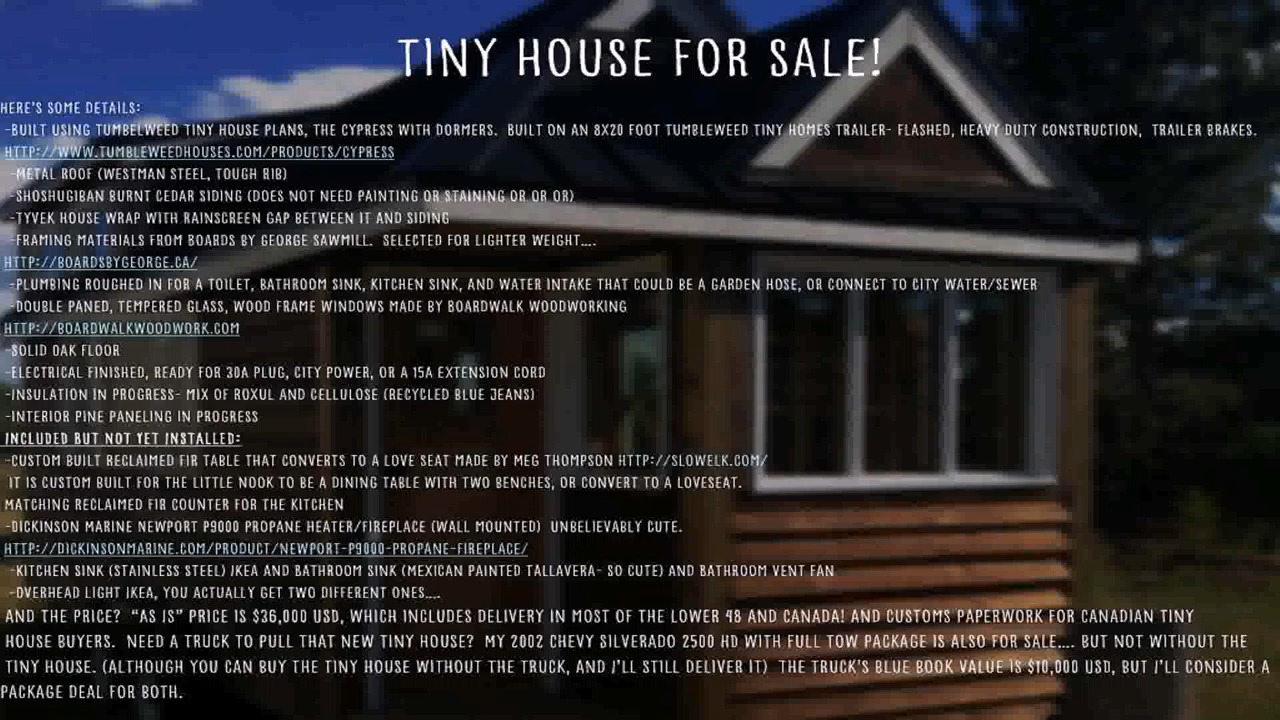 TINY HOUSE FOR SALE!
HERE'S SOME DETAILS:
-BUILT USING TUMBELWEED TINY HOUSE PLANS, THE CYPRESS WITH DORMERS. BUILT ON AN 8X20 FOOT TUMBLEWEED TINY HOMES TRAILER- FLASHED, HEAVY DUTY CONSTRUCTION, TRAILER BRAKES.
HTTP://WWW.TUMBLEWEEDHOUSES.COM/PRODUCTS/CYPRESS
-METAL ROOF (WESTMAN STEEL, TOUGH RIB)
-SHOSHUGIBAN BURNT CEDAR SIDING (DOES NOT NEED PAINTING OR STAINING OR OR OR)
-TYVEK HOUSE WRAP WITH RAINSCREEN GAP BETWEEN IT AND SIDING
-FRAMING MATERIALS FROM BOARDS BY GEORGE SAWMILL. SELECTED FOR LIGHTER WEIGHT....
HTTP://BOARDSBYGEORGE.CA/
-PLUMBING ROUGHED IN FOR A TOILET, BATHROOM SINK, KITCHEN SINK, AND WATER INTAKE THAT COULD BE A GARDEN HOSE, OR CONNECT TO CITY WATER/SEWER
-DOUBLE PANED, TEMPERED GLASS, WOOD FRAME WINDOWS MADE BY BOARDWALK WOODWORKING
HTTP://BOARDWALKWOODWORK.COM
-SOLID OAK FLOOR
-ELECTRICAL FINISHED, READY FOR 30A PLUG, CITY POWER, OR A 15A EXTENSION CORD
-INSULATION IN PROGRESS- MIX OF ROXUL AND CELLULOSE (RECYCLED BLUE JEANS)
-INTERIOR PINE PANELING IN PROGRESS
INCLUDED BUT NOT YET INSTALLED:
-CUSTOM BUILT RECLAIMED FIR TABLE THAT CONVERTS TO A LOVE SEAT MADE BY MEG THOMPSON HTTP://SLOWELK.COM/
IT IS CUSTOM BUILT FOR THE LITTLE NOOK TO BE A DINING TABLE WITH TWO BENCHES, OR CONVERT TO A LOVESEAT.
MATCHING RECLAIMED FIR COUNTER FOR THE KITCHEN
-DICKINSON MARINE NEWPORT P9000 PROPANE HEATER/FIREPLACE (WALL MOUNTED) UNBELIEVABLY CUTE.
HTTP://DICKINSONMARINE.COM/PRODUCT/NEWPORT-P9000-PROPANE-FIREPLACE/
-KITCHEN SINK (STAINLESS STEEL) IKEA AND BATHROOM SINK (MEXICAN PAINTED TALLAVERA- SO CUTE) AND BATHROOM VENT FAN
-OVERHEAD LIGHT IKEA, YOU ACTUALLY GET TWO DIFFERENT ONES....
AND THE PRICE? "AS IS" PRICE IS $36,000 USD, WHICH INCLUDES DELIVERY IN MOST OF THE LOWER 48 AND CANADA! AND CUSTOMS PAPERWORK FOR CANADIAN TINY
HOUSE BUYERS. NEED A TRUCK TO PULL THAT NEW TINY HOUSE? MY 2002 CHEVY SILVERADO 2500 HD WITH FULL TOW PACKAGE IS ALSO FOR SALE.... BUT NOT WITHOUT THE
TINY HOUSE. (ALTHOUGH YOU CAN BUY THE TINY HOUSE WITHOUT THE TRUCK, AND I'LL STILL DELIVER IT) THE TRUCK'S BLUE BOOK VALUE IS $10,000 USD, BUT I'LL CONSIDER A
PACKAGE DEAL FOR BOTH.